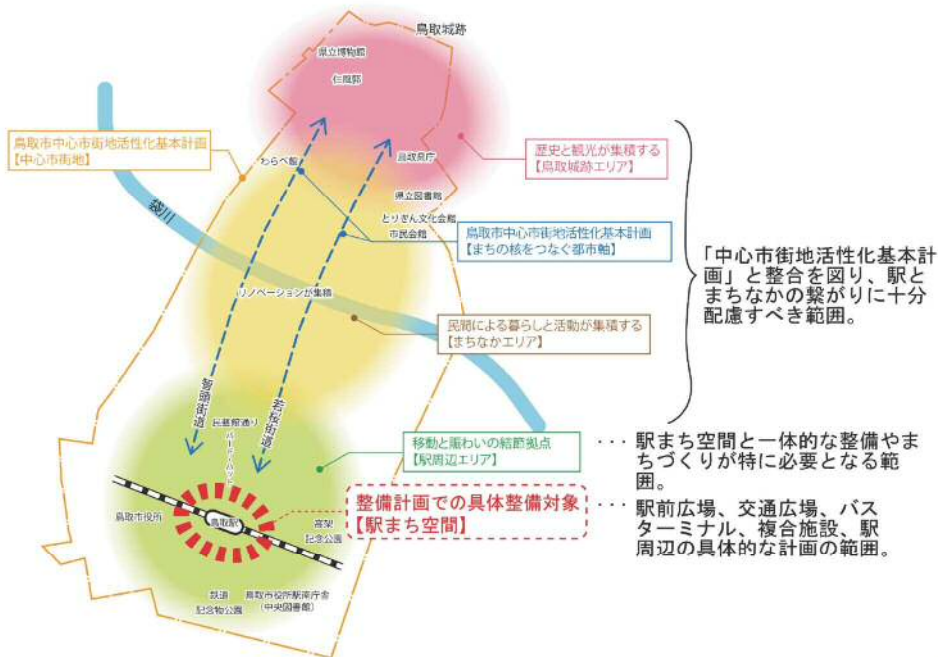 鳥取城跡
県立博物館
仁風閣
鳥取市中心市街地活性化基本計画
【中心市街地】
わらべ館
鳥取県庁
歴史と観光が集積する
【鳥取城跡エリア】
県立図書館
とりぎん文化会館
市民会館
鳥取市中心市街地活性化基本計画
【まちの核をつなぐ都市軸】
袋川
リノベーションが集積
民間による暮らしと活動が集積する
【まちなかエリア】
「中心市街地活性化基本計
画」と整合を図り、駅と
まちなかの繋がりに十分
配慮すべき範囲。
智頭街道
若桜街道
民藝館通り
バード・ハット
移動と賑わいの結節拠点
【駅周辺エリア】
・・・駅まち空間と一体的な整備やま
ちづくりが特に必要となる範
囲。
整備計画での具体整備対象
【駅まち空間】
・・・駅前広場、交通広場、バス
ターミナル、複合施設、駅
周辺の具体的な計画の範囲。
鳥取市役所
鳥取駅
高架
記念公園
鉄道
記念物公園
鳥取市役所駅南庁舎
(中央図書館)